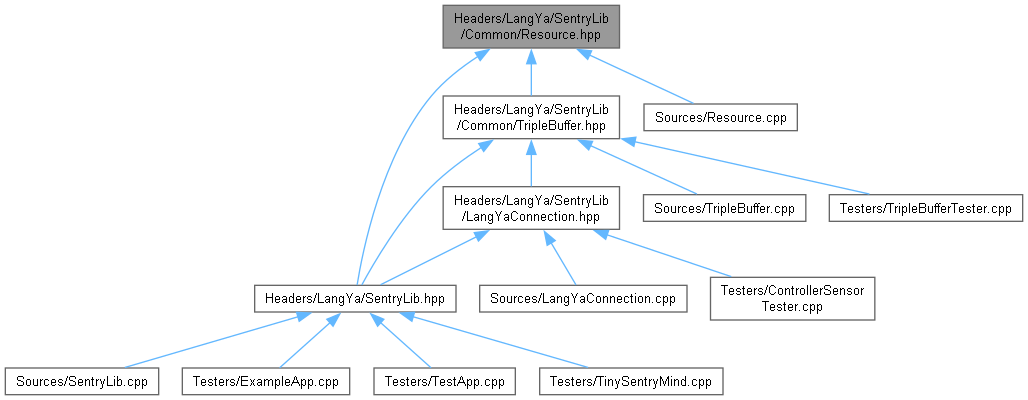 Headers/LangYa/SentryLib
/Common/Resource.hpp
Headers/LangYa/SentryLib
/Common/TripleBuffer.hpp
Sources/Resource.cpp
Headers/LangYa/SentryLib
/LangYaConnection.hpp
Sources/TripleBuffer.cpp
Testers/TripleBufferTester.cpp
Headers/LangYa/SentryLib.hpp
Sources/LangYaConnection.cpp
Testers/ControllerSensor
Tester.cpp
Sources/SentryLib.cpp
Testers/ExampleApp.cpp
Testers/TestApp.cpp
Testers/TinySentryMind.cpp